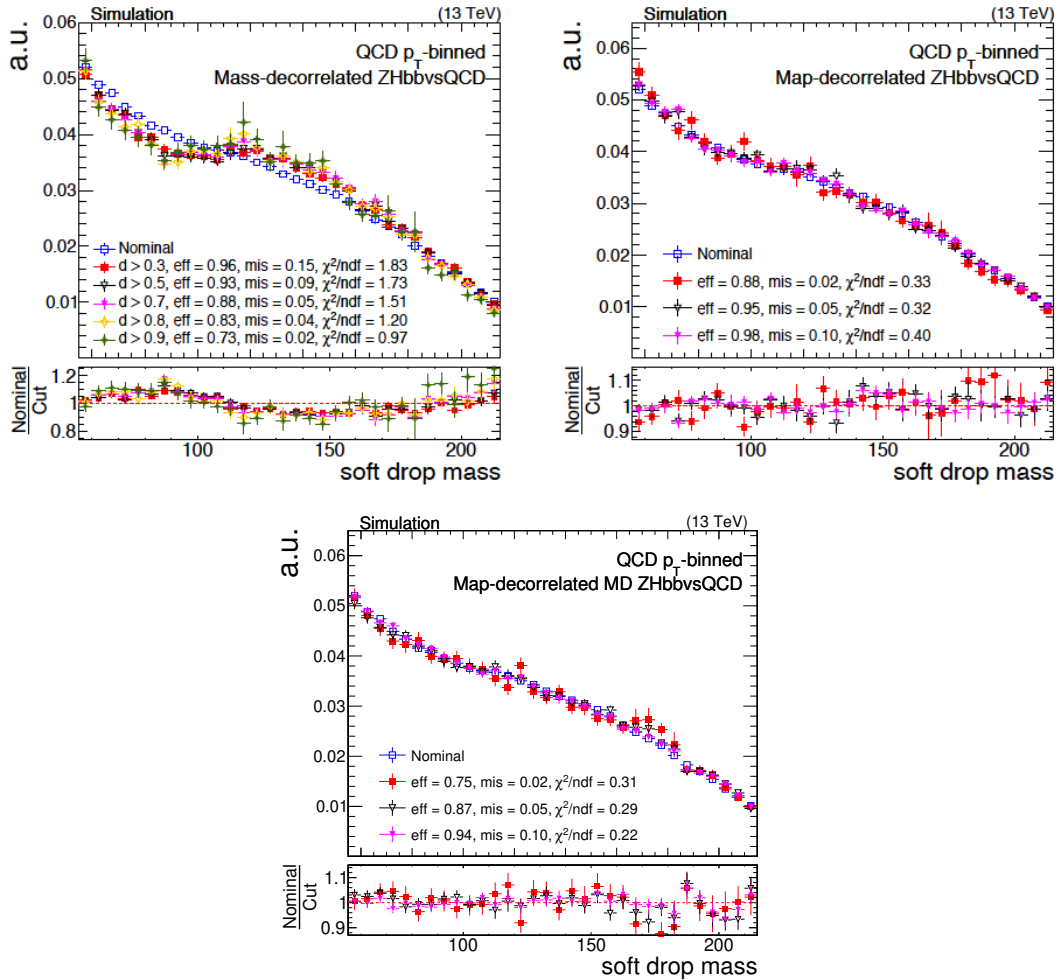 Simulation (13 TeV)
a.u.
0.06
0.05
0.04
0.03
0.02
0.01
QCD p_T-binned
Mass-decorrelated ZHbbvsQCD
Nominal
d > 0.3, eff = 0.96, mis = 0.15, χ²/ndf = 1.83
d > 0.5, eff = 0.93, mis = 0.09, χ²/ndf = 1.73
d > 0.7, eff = 0.88, mis = 0.05, χ²/ndf = 1.51
d > 0.8, eff = 0.83, mis = 0.04, χ²/ndf = 1.20
d > 0.9, eff = 0.73, mis = 0.02, χ²/ndf = 0.97
Nominal
Cut
1.2
1
0.8
100 150 200
soft drop mass
Simulation (13 TeV)
a.u.
0.06
0.05
0.04
0.03
0.02
0.01
QCD p_T-binned
Map-decorrelated ZHbbvsQCD
Nominal
eff = 0.88, mis = 0.02, χ²/ndf = 0.33
eff = 0.95, mis = 0.05, χ²/ndf = 0.32
eff = 0.98, mis = 0.10, χ²/ndf = 0.40
Nominal
Cut
1.1
1
0.9
100 150 200
soft drop mass
Simulation (13 TeV)
a.u.
0.06
0.05
0.04
0.03
0.02
0.01
QCD p_T-binned
Map-decorrelated MD ZHbbvsQCD
Nominal
eff = 0.75, mis = 0.02, χ²/ndf = 0.31
eff = 0.87, mis = 0.05, χ²/ndf = 0.29
eff = 0.94, mis = 0.10, χ²/ndf = 0.22
Nominal
Cut
1.1
1
0.9
100 150 200
soft drop mass